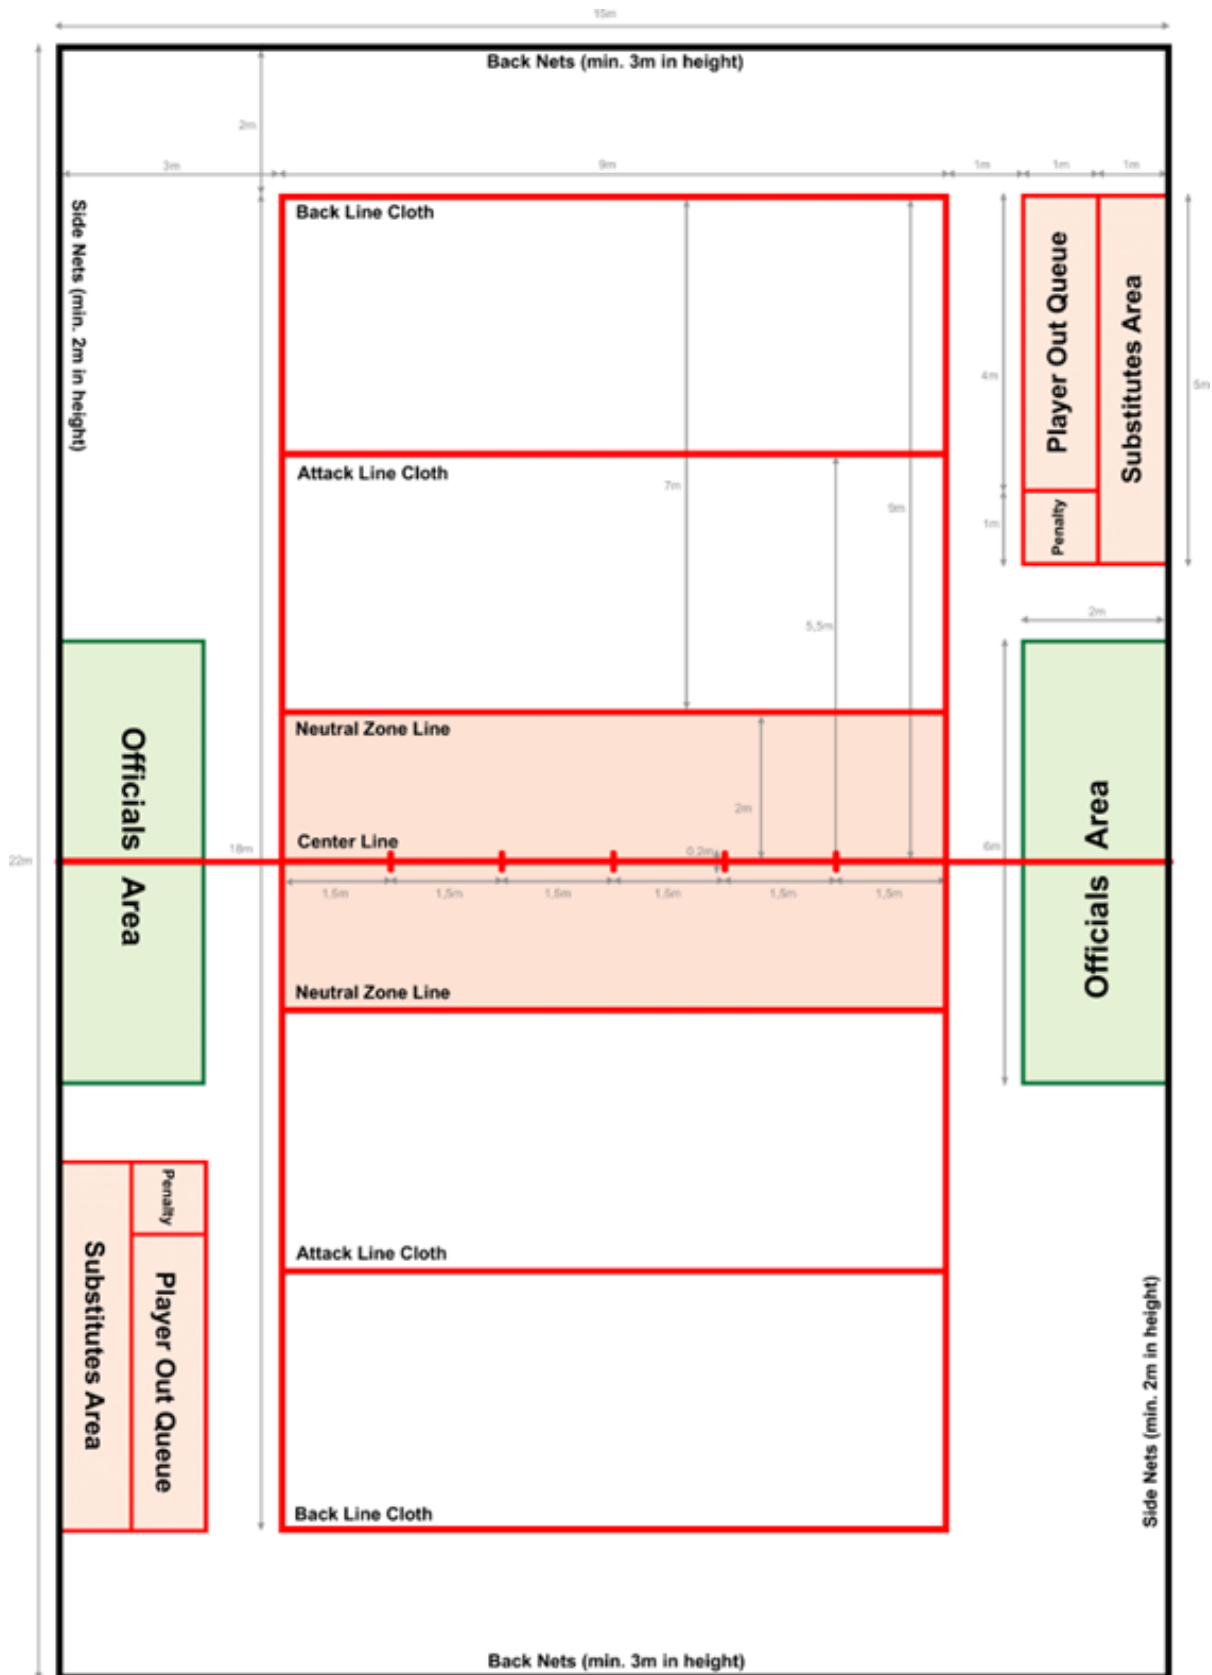 15m
Back Nets (min. 3m in height)
2m
3m
9m
1m
1m
1m
Side Nets (min. 2m in height)
Back Line Cloth
Player Out Queue
Substitutes Area
4m
5m
Attack Line Cloth
7m
9m
1m
Penalty
2m
5,5m
Neutral Zone Line
Officials Area
Officials Area
2m
Center Line
22m
18m
0.2m
6m
1,5m
1,5m
1,5m
1,5m
1,5m
1,5m
Neutral Zone Line
Penalty
Substitutes Area
Player Out Queue
Attack Line Cloth
Side Nets (min. 2m in height)
Back Line Cloth
Back Nets (min. 3m in height)